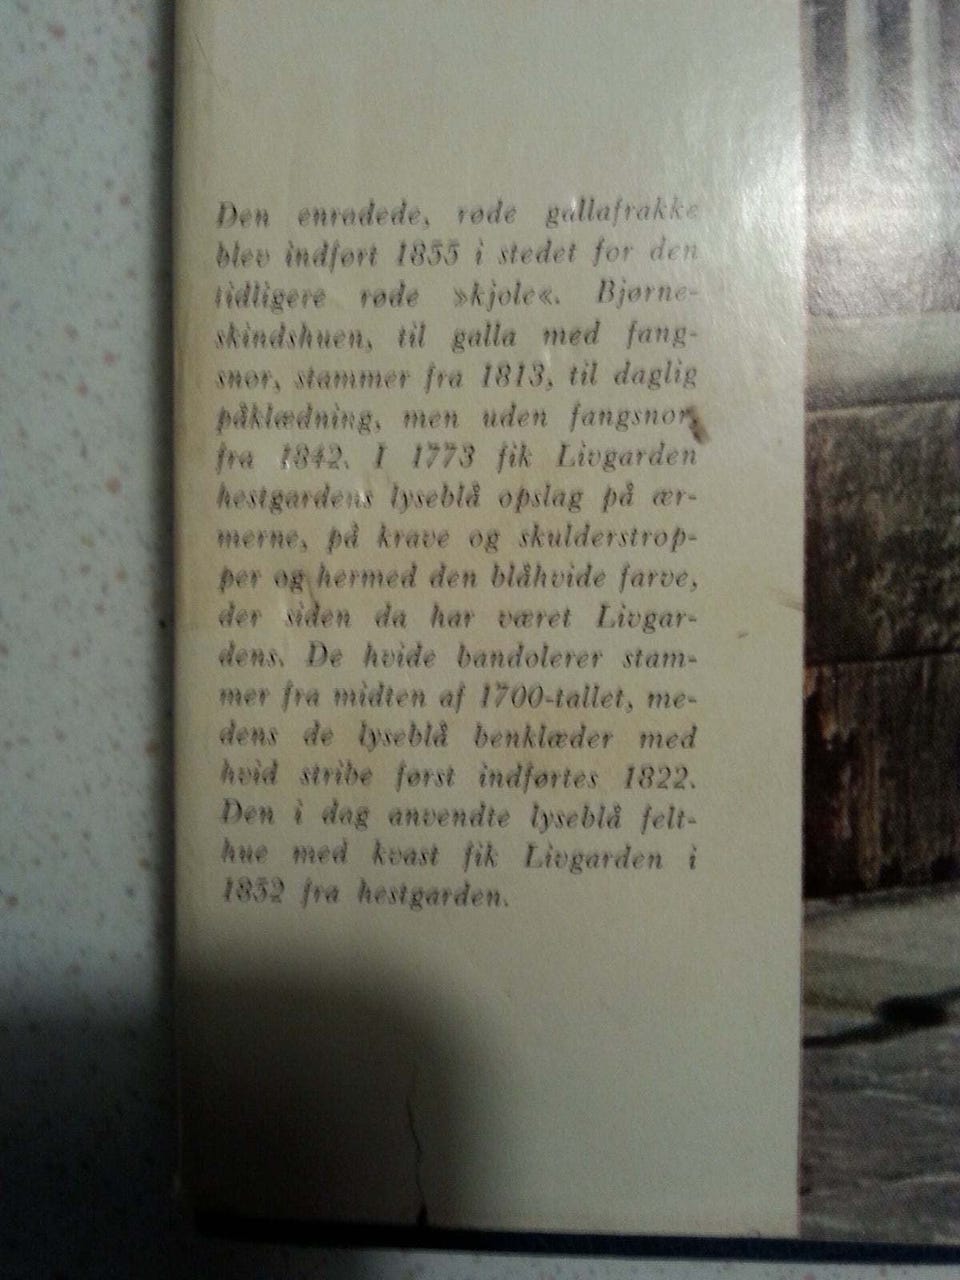 Den enradede, røde gallafrakke
blev indført 1855 i stedet for den
tidligere røde »kjole«. Bjørne-
skindshuen, til galla med fang-
snor, stammer fra 1813, til daglig
påklædning, men uden fangsnor,
fra 1842. I 1773 fik Livgarden
hestgardens lyseblå opslag på ær-
merne, på krave og skulderstrop-
per og hermed den blåhvide farve,
der siden da har været Livgar-
dens. De hvide bandolerer stam-
mer fra midten af 1700-tallet, me-
dens de lyseblå benklæder med
hvid stribe først indførtes 1822.
Den i dag anvendte lyseblå felt-
hue med kvast fik Livgarden i
1852 fra hestgarden.